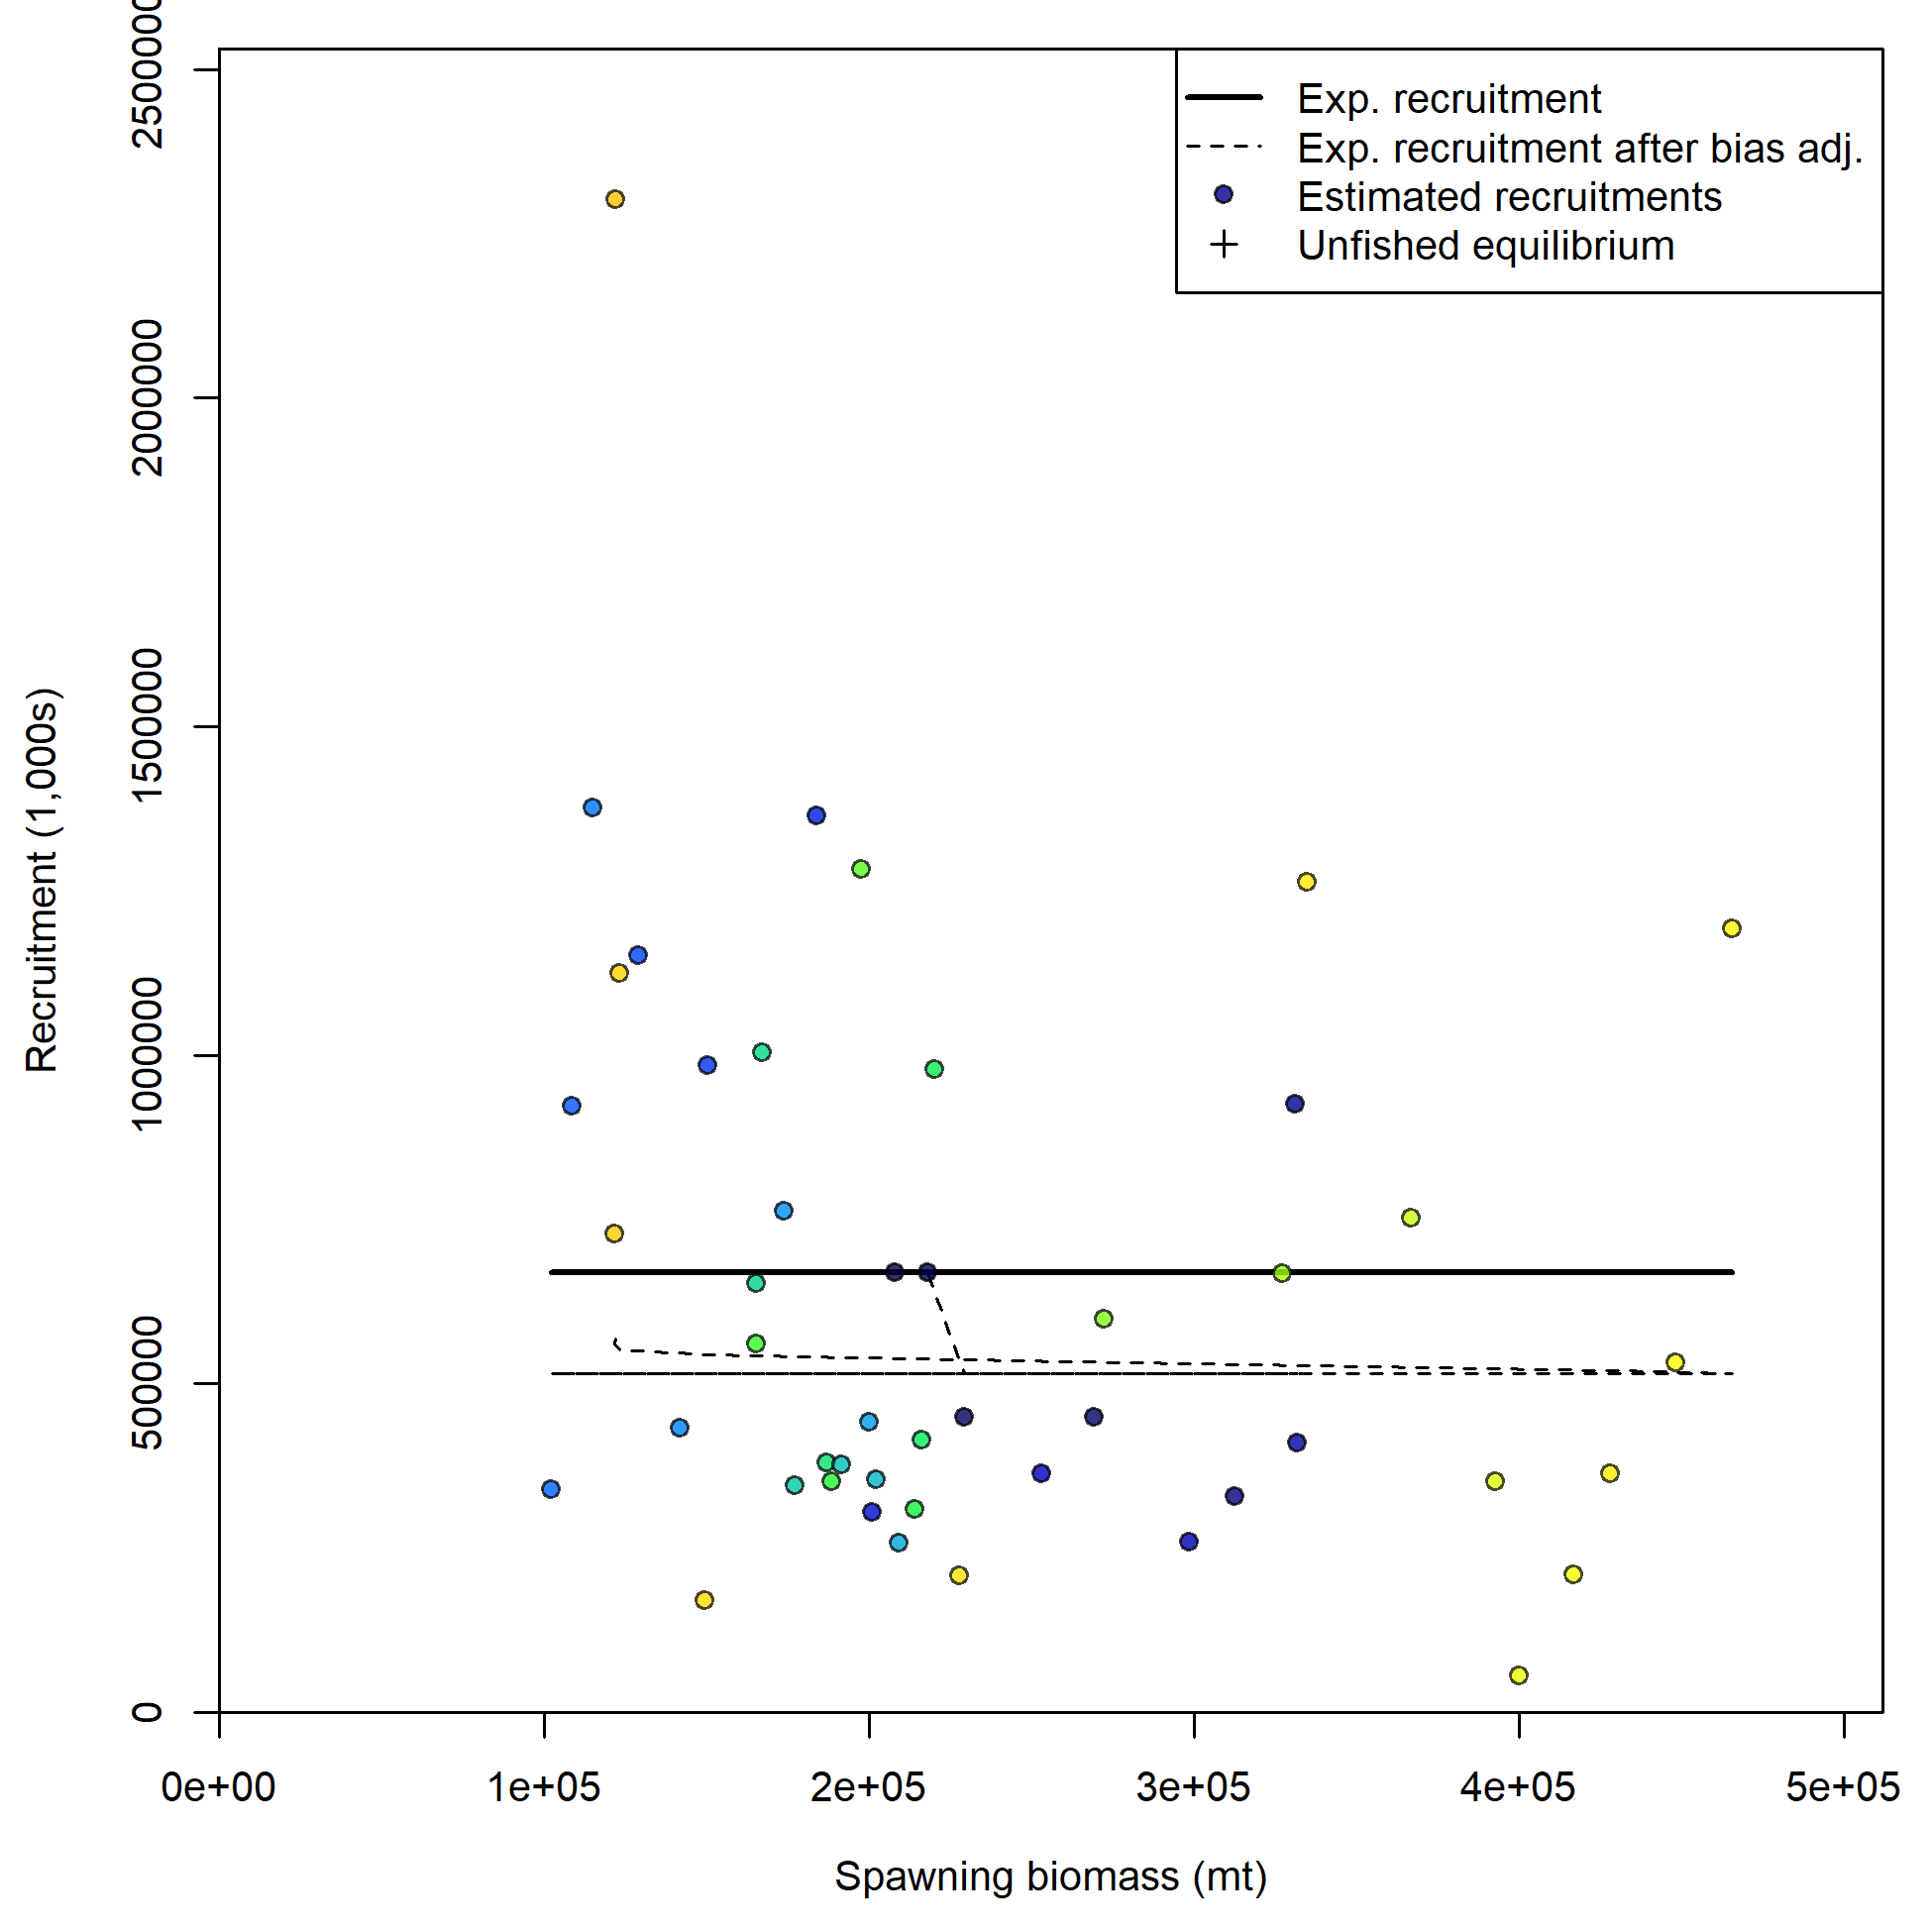 Exp. recruitment
Exp. recruitment after bias adj.
Estimated recruitments
Unfished equilibrium
2500000
2000000
1500000
1000000
500000
0
Recruitment (1,000s)
0e+00 1e+05 2e+05 3e+05 4e+05 5e+05
Spawning biomass (mt)